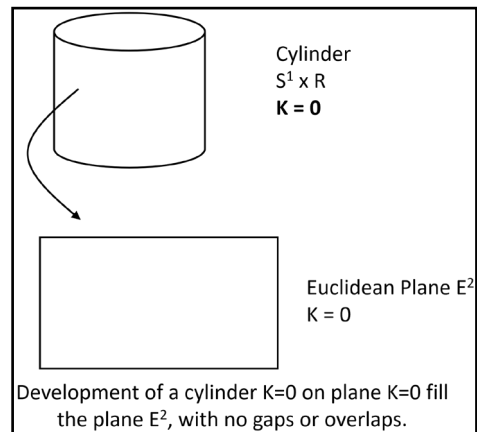 Cylinder
S¹ x R
K = 0
Euclidean Plane E²
K = 0
Development of a cylinder K=0 on plane K=0 fill
the plane E², with no gaps or overlaps.